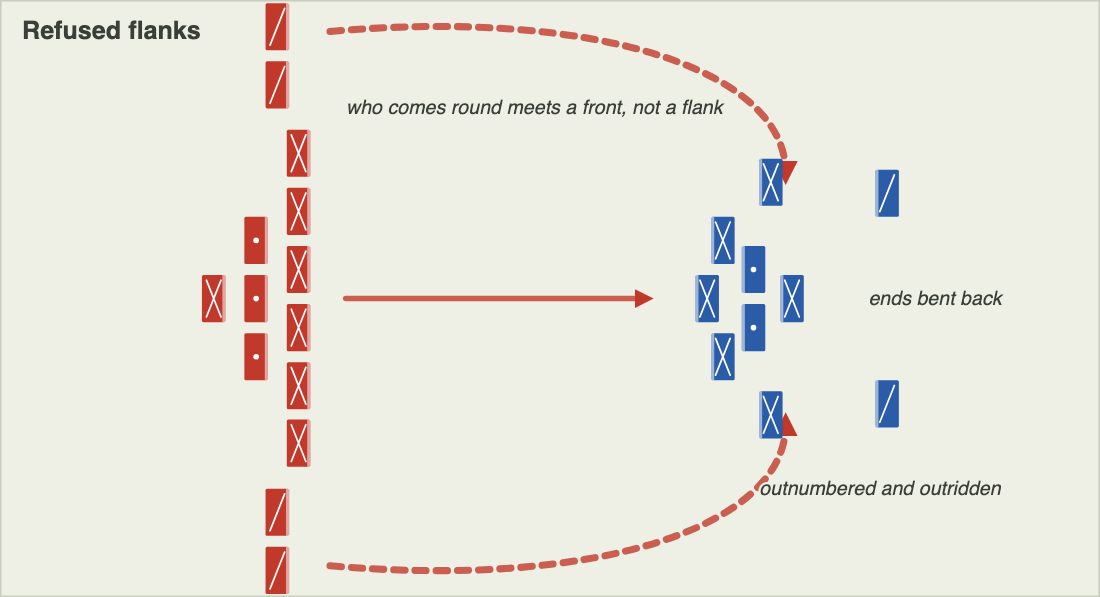 Refused flanks
who comes round meets a front, not a flank
ends bent back
outnumbered and outridden